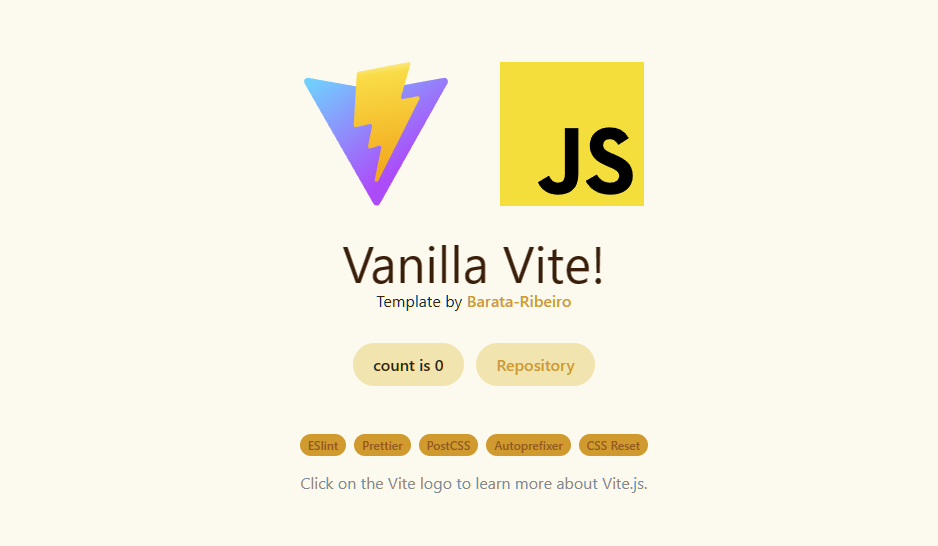 JS
Vanilla Vite!
Template by Barata-Ribeiro
count is 0 Repository
ESlint Prettier PostCSS Autoprefixer CSS Reset
Click on the Vite logo to learn more about Vite.js.